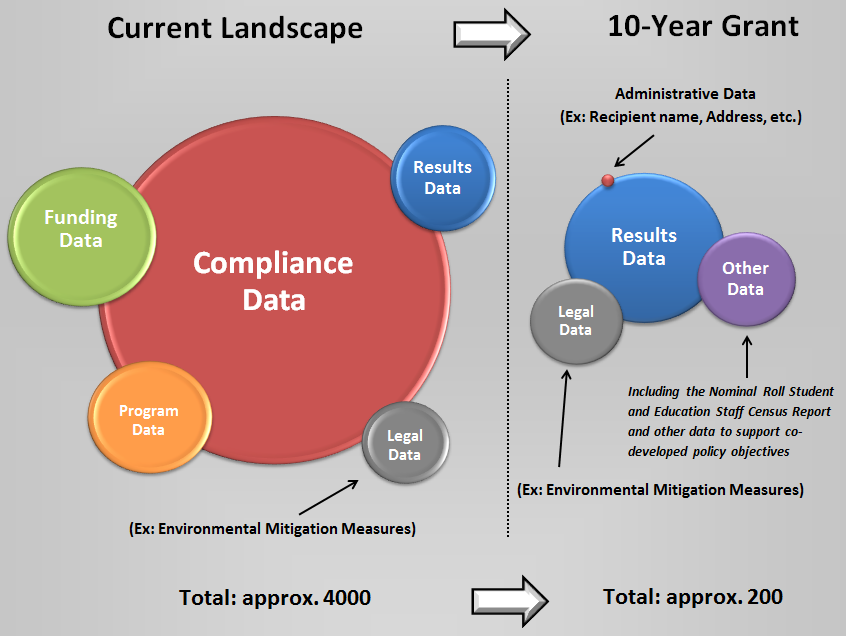 Current Landscape
10-Year Grant
Funding
Data
Compliance
Data
Results
Data
Program
Data
Legal
Data
(Ex: Environmental Mitigation Measures)
Total: approx. 4000
Administrative Data
(Ex: Recipient name, Address, etc.)
Results
Data
Other
Data
Legal
Data
Including the Nominal Roll Student
and Education Staff Census Report
and other data to support co-
developed policy objectives
(Ex: Environmental Mitigation Measures)
Total: approx. 200